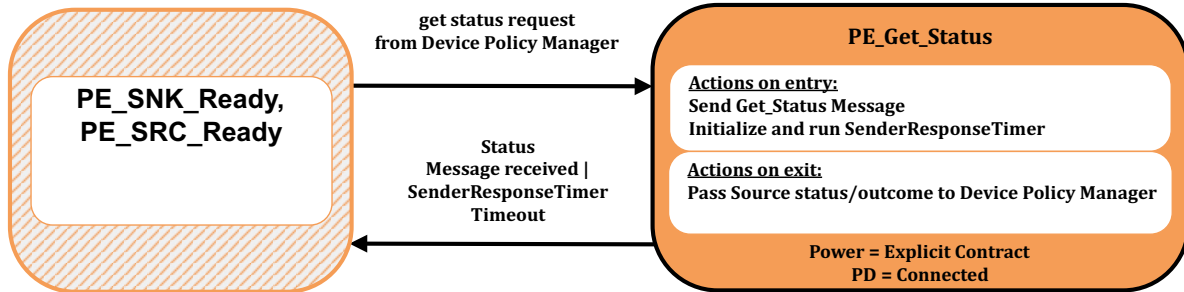 PE_SNK_Ready,
PE_SRC_Ready
get status request
from Device Policy Manager
Status
Message received |
SenderResponseTimer
Timeout
PE_Get_Status
Actions on entry:
Send Get_Status Message
Initialize and run SenderResponseTimer
Actions on exit:
Pass Source status/outcome to Device Policy Manager
Power = Explicit Contract
PD = Connected